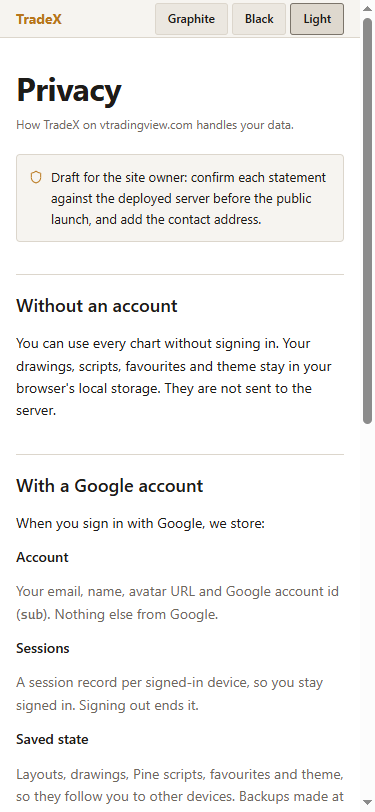 TradeX
Graphite
Black
Light
Privacy
How TradeX on vtradingview.com handles your data.
Draft for the site owner: confirm each statement
against the deployed server before the public
launch, and add the contact address.
Without an account
You can use every chart without signing in. Your
drawings, scripts, favourites and theme stay in your
browser's local storage. They are not sent to the
server.
With a Google account
When you sign in with Google, we store:
Account
Your email, name, avatar URL and Google account id
(sub). Nothing else from Google.
Sessions
A session record per signed-in device, so you stay
signed in. Signing out ends it.
Saved state
Layouts, drawings, Pine scripts, favourites and theme,
so they follow you to other devices. Backups made at